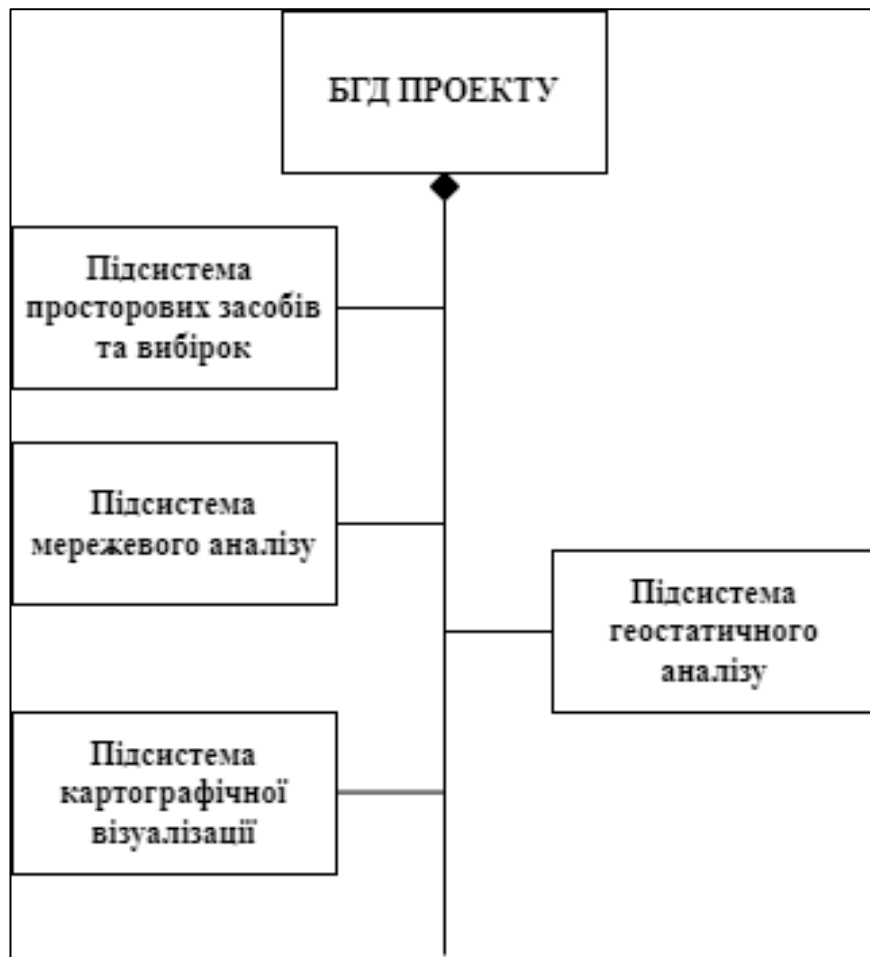 БГД ПРОЕКТУ
Підсистема
просторових засобів
та вибірок
Підсистема
мережевого аналізу
Підсистема
геостатичного
аналізу
Підсистема
картографічної
візуалізації